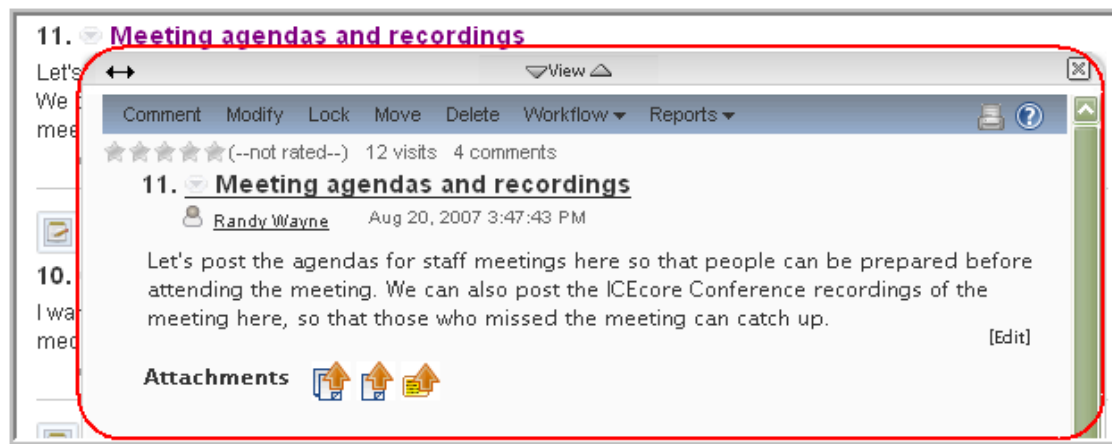 11. Meeting agendas and recordings
Let's
View
We
mee
Comment Modify Lock Move Delete Workflow Reports
(--not rated--) 12 visits 4 comments
11. Meeting agendas and recordings
Randy Wayne Aug 20, 2007 3:47:43 PM
Let's post the agendas for staff meetings here so that people can be prepared before
attending the meeting. We can also post the ICEcore Conference recordings of the
meeting here, so that those who missed the meeting can catch up.
[Edit]
10.
I wa
med
Attachments